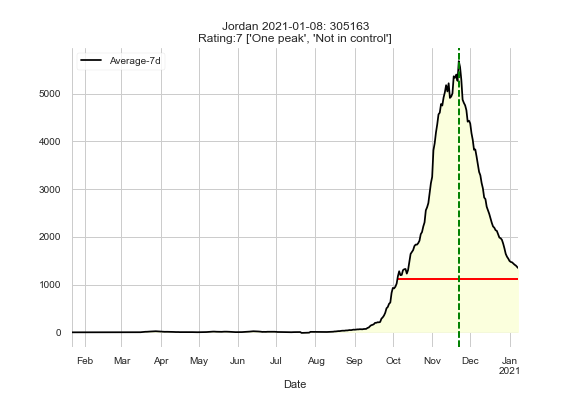 Jordan 2021-01-08: 305163
Rating:7 ['One peak', 'Not in control']
Average-7d
5000
4000
3000
2000
1000
0
Feb Mar Apr May Jun Jul Aug Sep Oct Nov Dec Jan
2021
Date